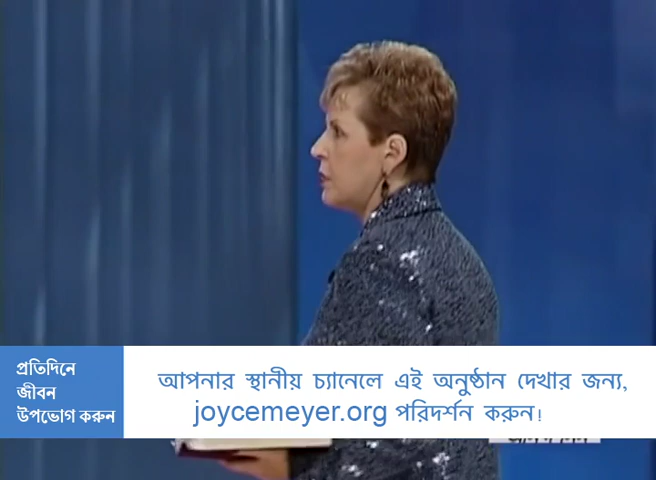 প্রতিদিনে
জীবন
উপভোগ করুন
আপনার স্থানীয় চ্যানেলে এই অনুষ্ঠান দেখার জন্য,
joycemeyer.org পরিদর্শন করুন!